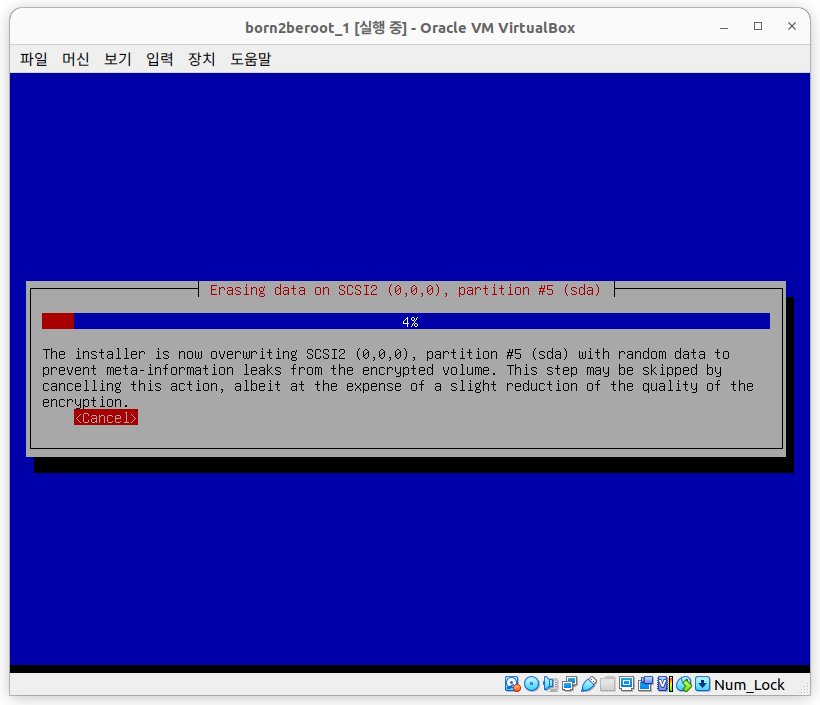 born2beroot_1 [실행 중] - Oracle VM VirtualBox
파일 머신 보기 입력 장치 도움말
Erasing data on SCSI2 (0,0,0), partition #5 (sda)
4%
The installer is now overwriting SCSI2 (0,0,0), partition #5 (sda) with random data to
prevent meta-information leaks from the encrypted volume. This step may be skipped by
cancelling this action, albeit at the expense of a slight reduction of the quality of the
encryption.
<Cancel>
Num_Lock